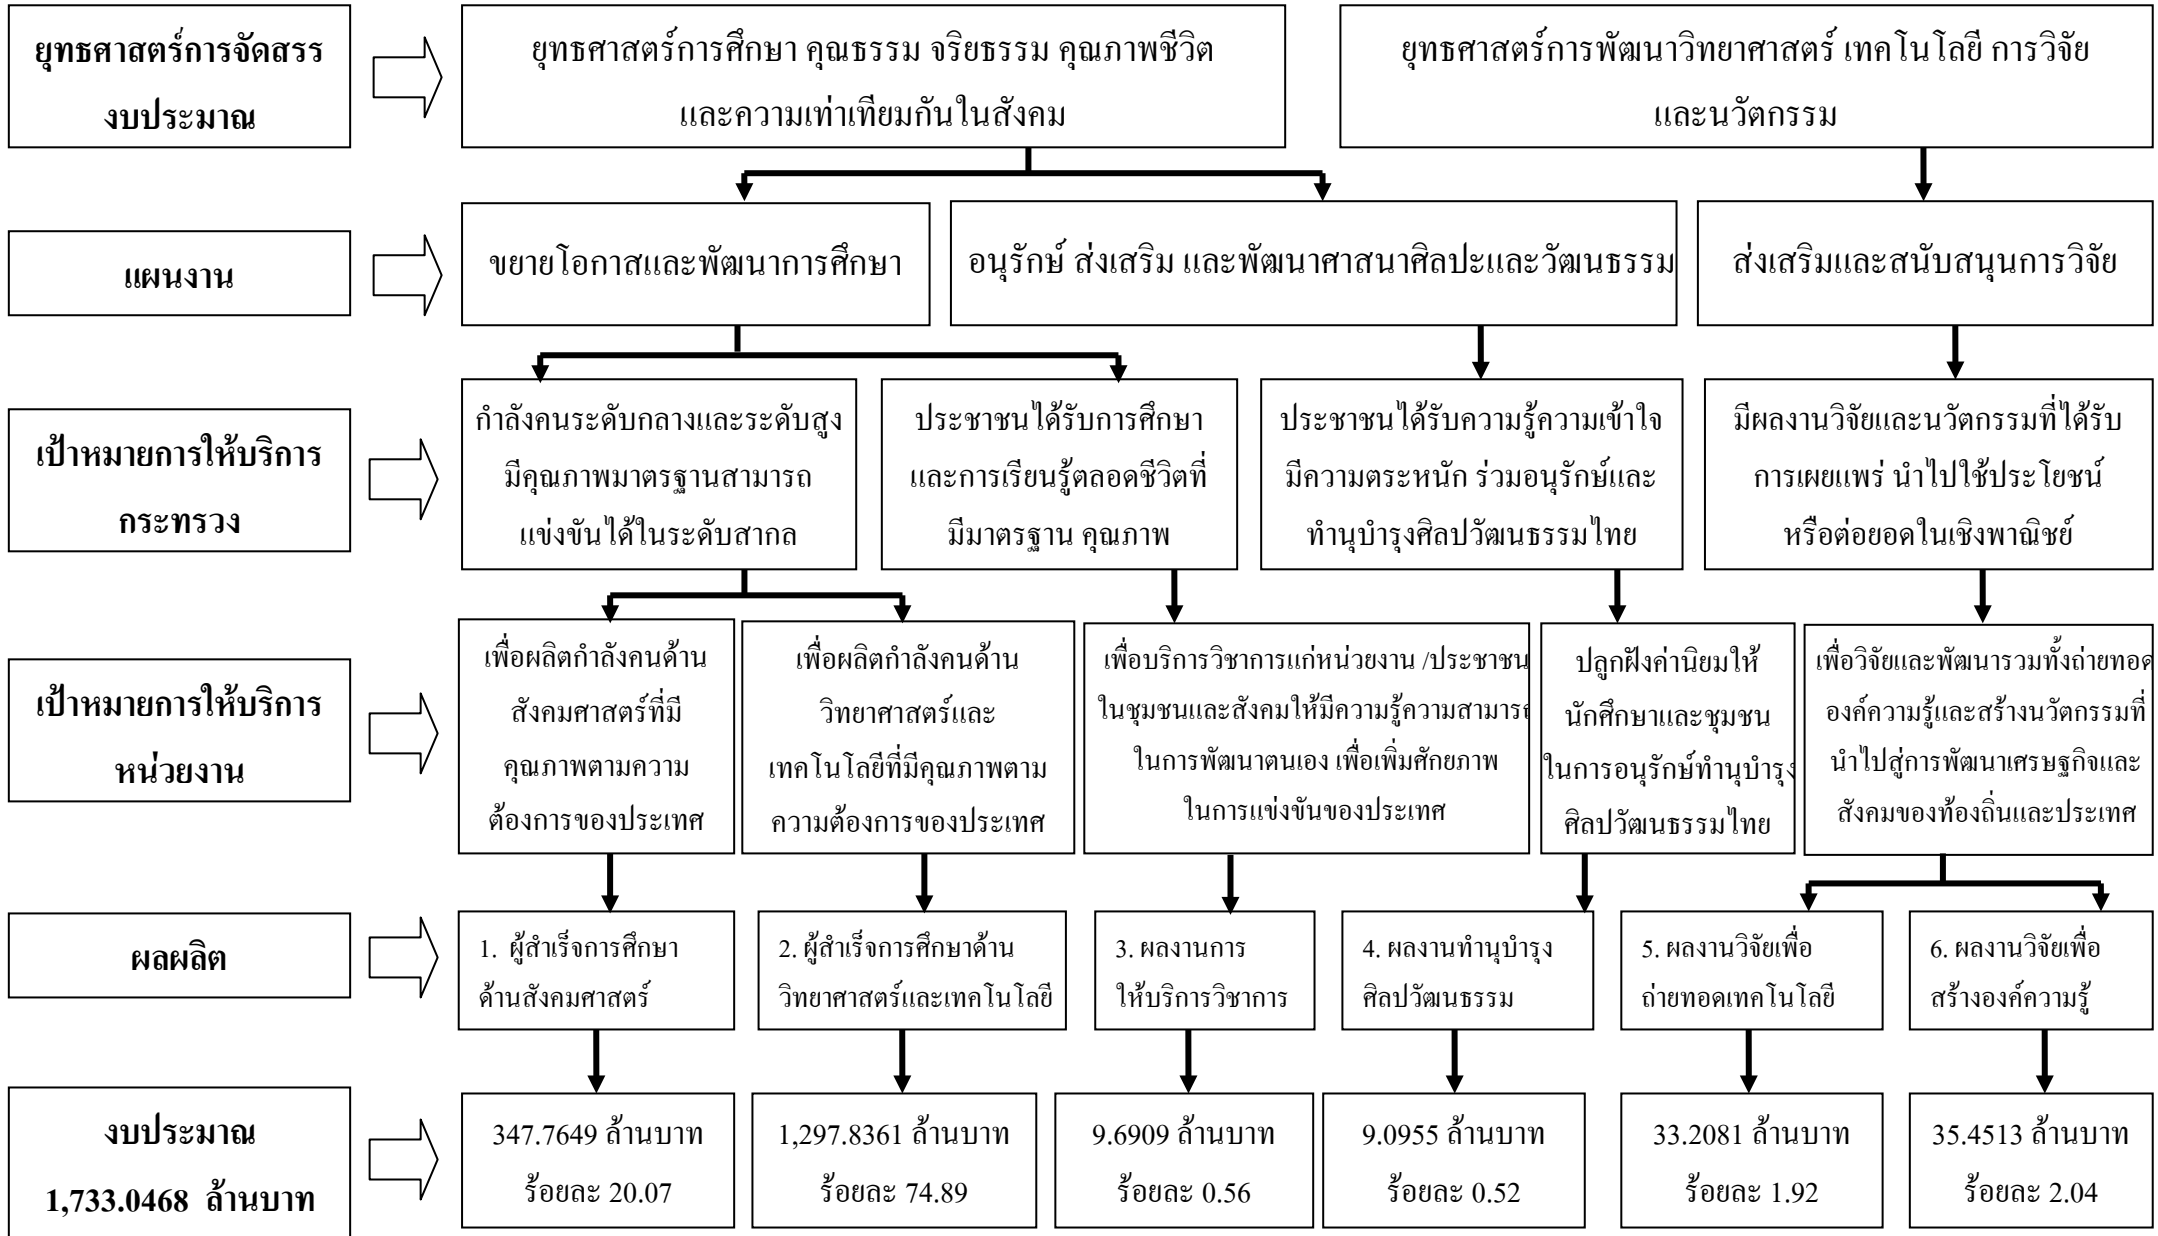 ยุทธศาสตร์การจัดสรร
งบประมาณ
ยุทธศาสตร์การศึกษา คุณธรรม จริยธรรม คุณภาพชีวิต
และความเท่าเทียมกันในสังคม
ยุทธศาสตร์การพัฒนาวิทยาศาสตร์ เทคโนโลยี การวิจัย
และนวัตกรรม
แผนงาน
ขยายโอกาสและพัฒนาการศึกษา
อนุรักษ์ ส่งเสริม และพัฒนาศาสนาศิลปะและวัฒนธรรม
ส่งเสริมและสนับสนุนการวิจัย
เป้าหมายการให้บริการ
กระทรวง
กำลังคนระดับกลางและระดับสูง
มีคุณภาพมาตรฐานสามารถ
แข่งขันได้ในระดับสากล
ประชาชนได้รับการศึกษา
และการเรียนรู้ตลอดชีวิตที่
มีมาตรฐาน คุณภาพ
ประชาชนได้รับความรู้ความเข้าใจ
มีความตระหนัก ร่วมอนุรักษ์และ
ทำนุบำรุงศิลปวัฒนธรรมไทย
มีผลงานวิจัยและนวัตกรรมที่ได้รับ
การเผยแพร่ นำไปใช้ประโยชน์
หรือต่อยอดในเชิงพาณิชย์
เป้าหมายการให้บริการ
หน่วยงาน
เพื่อผลิตกำลังคนด้าน
สังคมศาสตร์ที่มี
คุณภาพตามความ
ต้องการของประเทศ
เพื่อผลิตกำลังคนด้าน
วิทยาศาสตร์และ
เทคโนโลยีที่มีคุณภาพตาม
ความต้องการของประเทศ
เพื่อบริการวิชาการแก่หน่วยงาน /ประชาชน
ในชุมชนและสังคมให้มีความรู้ความสามารถ
ในการพัฒนาตนเอง เพื่อเพิ่มศักยภาพ
ในการแข่งขันของประเทศ
ปลูกฝังค่านิยมให้
นักศึกษาและชุมชน
ในการอนุรักษ์ทำนุบำรุง
ศิลปวัฒนธรรมไทย
เพื่อวิจัยและพัฒนารวมทั้งถ่ายทอด
องค์ความรู้และสร้างนวัตกรรมที่
นำไปสู่การพัฒนาเศรษฐกิจและ
สังคมของท้องถิ่นและประเทศ
ผลผลิต
1. ผู้สำเร็จการศึกษา
ด้านสังคมศาสตร์
2. ผู้สำเร็จการศึกษาด้าน
วิทยาศาสตร์และเทคโนโลยี
3. ผลงานการ
ให้บริการวิชาการ
4. ผลงานทำนุบำรุง
ศิลปวัฒนธรรม
5. ผลงานวิจัยเพื่อ
ถ่ายทอดเทคโนโลยี
6. ผลงานวิจัยเพื่อ
สร้างองค์ความรู้
งบประมาณ
1,733.0468 ล้านบาท
347.7649 ล้านบาท
ร้อยละ 20.07
1,297.8361 ล้านบาท
ร้อยละ 74.89
9.6909 ล้านบาท
ร้อยละ 0.56
9.0955 ล้านบาท
ร้อยละ 0.52
33.2081 ล้านบาท
ร้อยละ 1.92
35.4513 ล้านบาท
ร้อยละ 2.04